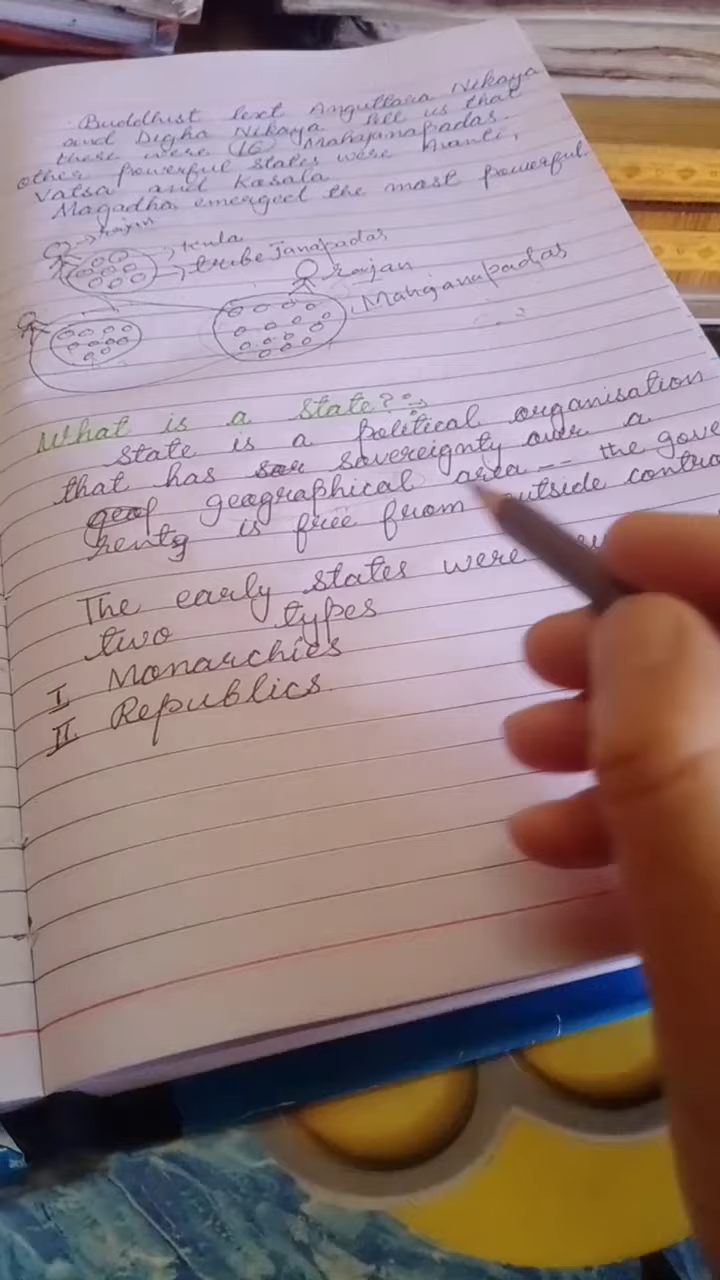 Buddhist text Anguttara Nikaya
and Digha Nikaya tell us that
there were (16) Mahajanapadas.
other powerful states were Avanti,
Vatsa and Kosala
Magadha emerged the most powerful.
rajan
kula
tribe Janapadas
rajan
Mahajanapadas
What is a state?
State is a political organisation
that has sovereignty over a
geographical area -- the gove
is free from outside contro
The early states were
two types
I Monarchies
II Republics.